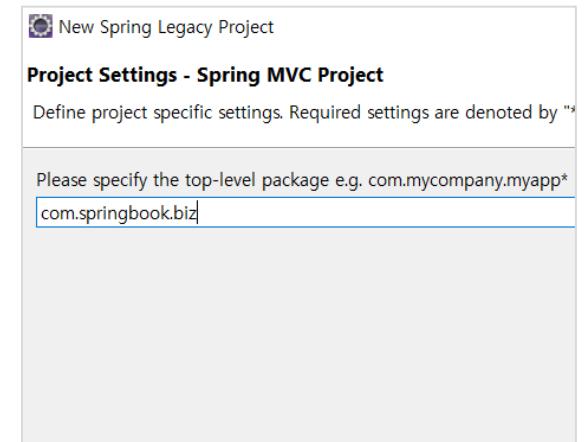 New Spring Legacy Project
Project Settings - Spring MVC Project
Define project specific settings. Required settings are denoted by "*
Please specify the top-level package e.g. com.mycompany.myapp*
com.springbook.biz